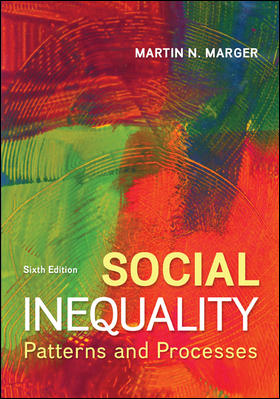 MARTIN N. MARGER
Sixth Edition
SOCIAL
INEQUALITY
Patterns and Processes